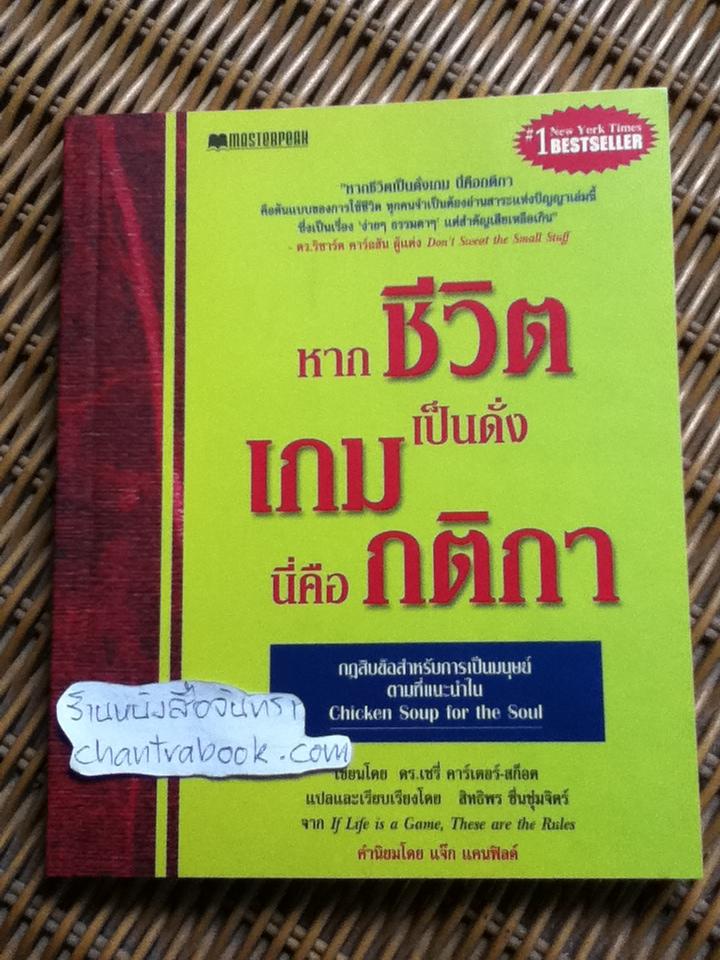 MASTERPEAK
#1 New York Times
BESTSELLER
"หากชีวิตเป็นดั่งเกม นี่คือกติกา
คือต้นแบบของการใช้ชีวิต ทุกคนจำเป็นต้องอ่านสาระแห่งปัญญาเล่มนี้
ซึ่งเป็นเรื่อง 'ง่ายๆ ธรรมดาๆ' แต่สำคัญเสียเหลือเกิน"
- ดร.ริชาร์ด คาร์ลสัน ผู้แต่ง Don't Sweat the Small Stuff
หาก ชีวิต
เป็นดั่ง
เกม
นี่คือ กติกา
กฎสิบข้อสำหรับการเป็นมนุษย์
ตามที่แนะนำใน
Chicken Soup for the Soul
ร้านหนังสือจันทรา
chantrabook.com
เขียนโดย ดร.เชรี่ คาร์เตอร์-สก็อต
แปลและเรียบเรียงโดย สิทธิพร ชื่นชุ่มจิตร์
จาก If Life is a Game, These are the Rules
คำนิยมโดย แจ็ก แคนฟิลด์